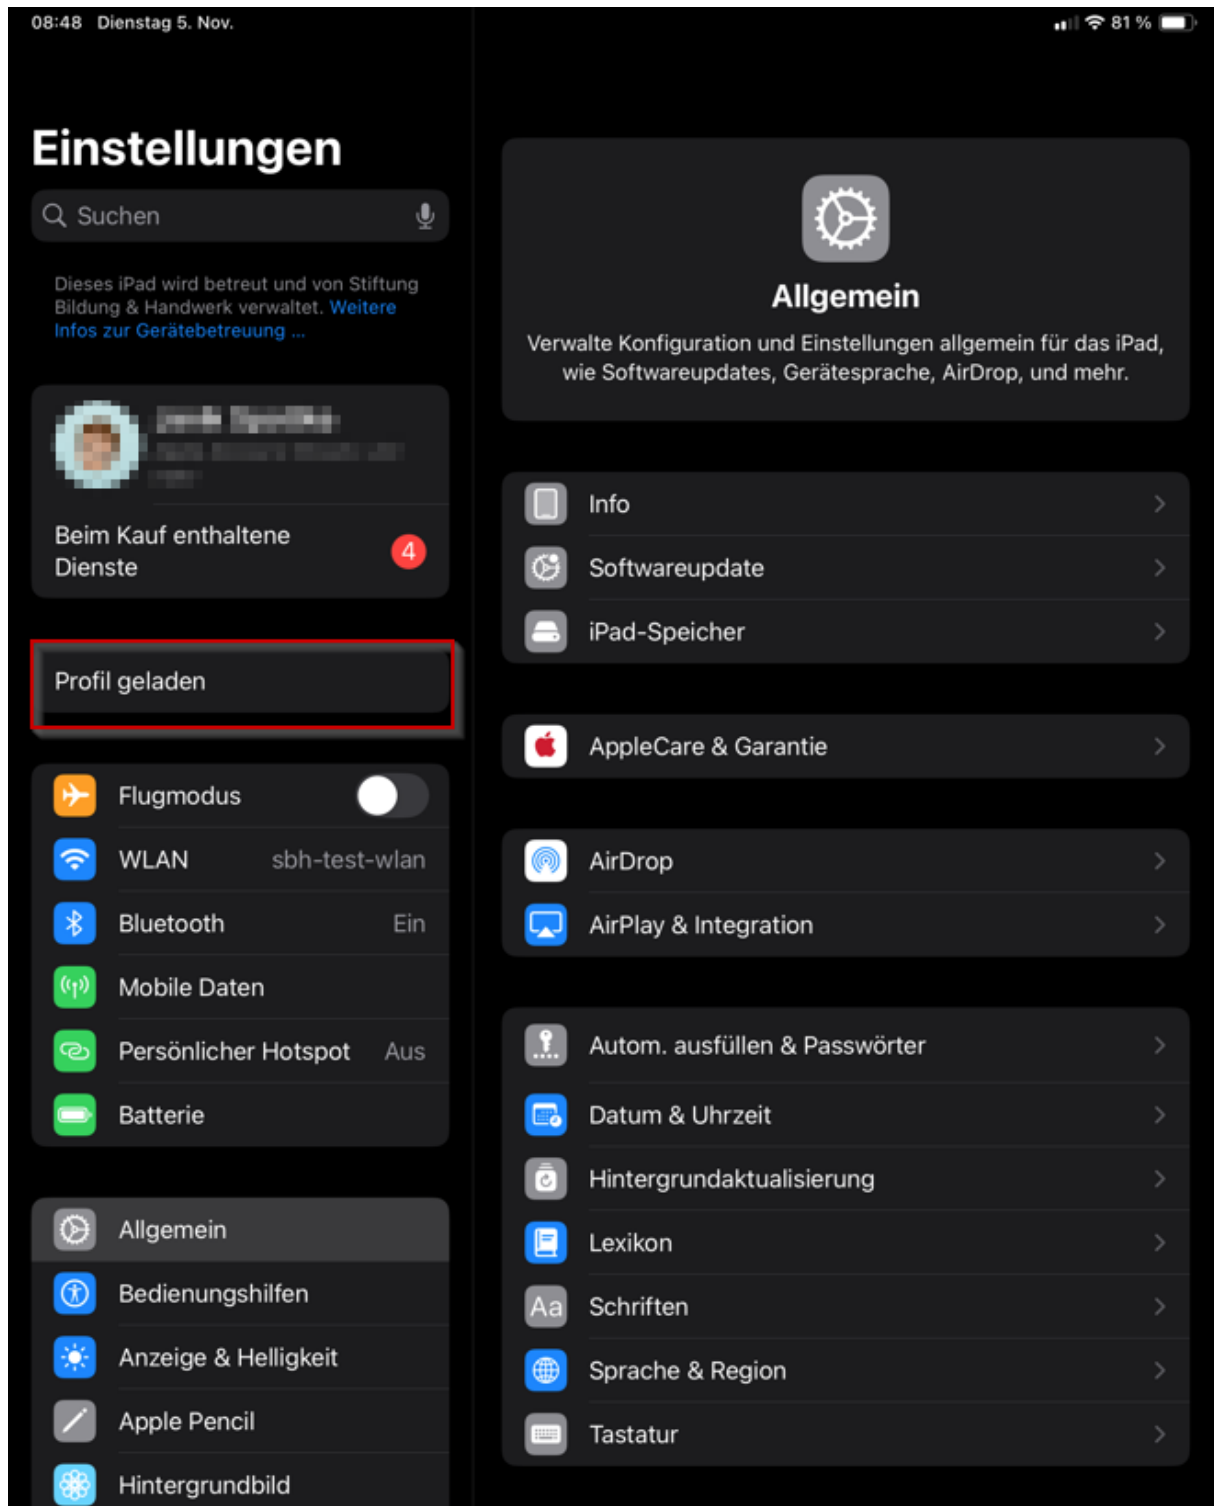 08:48 Dienstag 5. Nov.
81 %
Einstellungen
Suchen
Dieses iPad wird betreut und von Stiftung
Bildung & Handwerk verwaltet. Weitere
Infos zur Gerätebetreuung ...
Beim Kauf enthaltene
Dienste
4
Profil geladen
Flugmodus
WLAN sbh-test-wlan
Bluetooth Ein
Mobile Daten
Persönlicher Hotspot Aus
Batterie
Allgemein
Bedienungshilfen
Anzeige & Helligkeit
Apple Pencil
Hintergrundbild
Allgemein
Verwalte Konfiguration und Einstellungen allgemein für das iPad,
wie Softwareupdates, Gerätesprache, AirDrop, und mehr.
Info
Softwareupdate
iPad-Speicher
AppleCare & Garantie
AirDrop
AirPlay & Integration
Autom. ausfüllen & Passwörter
Datum & Uhrzeit
Hintergrundaktualisierung
Lexikon
Aa Schriften
Sprache & Region
Tastatur